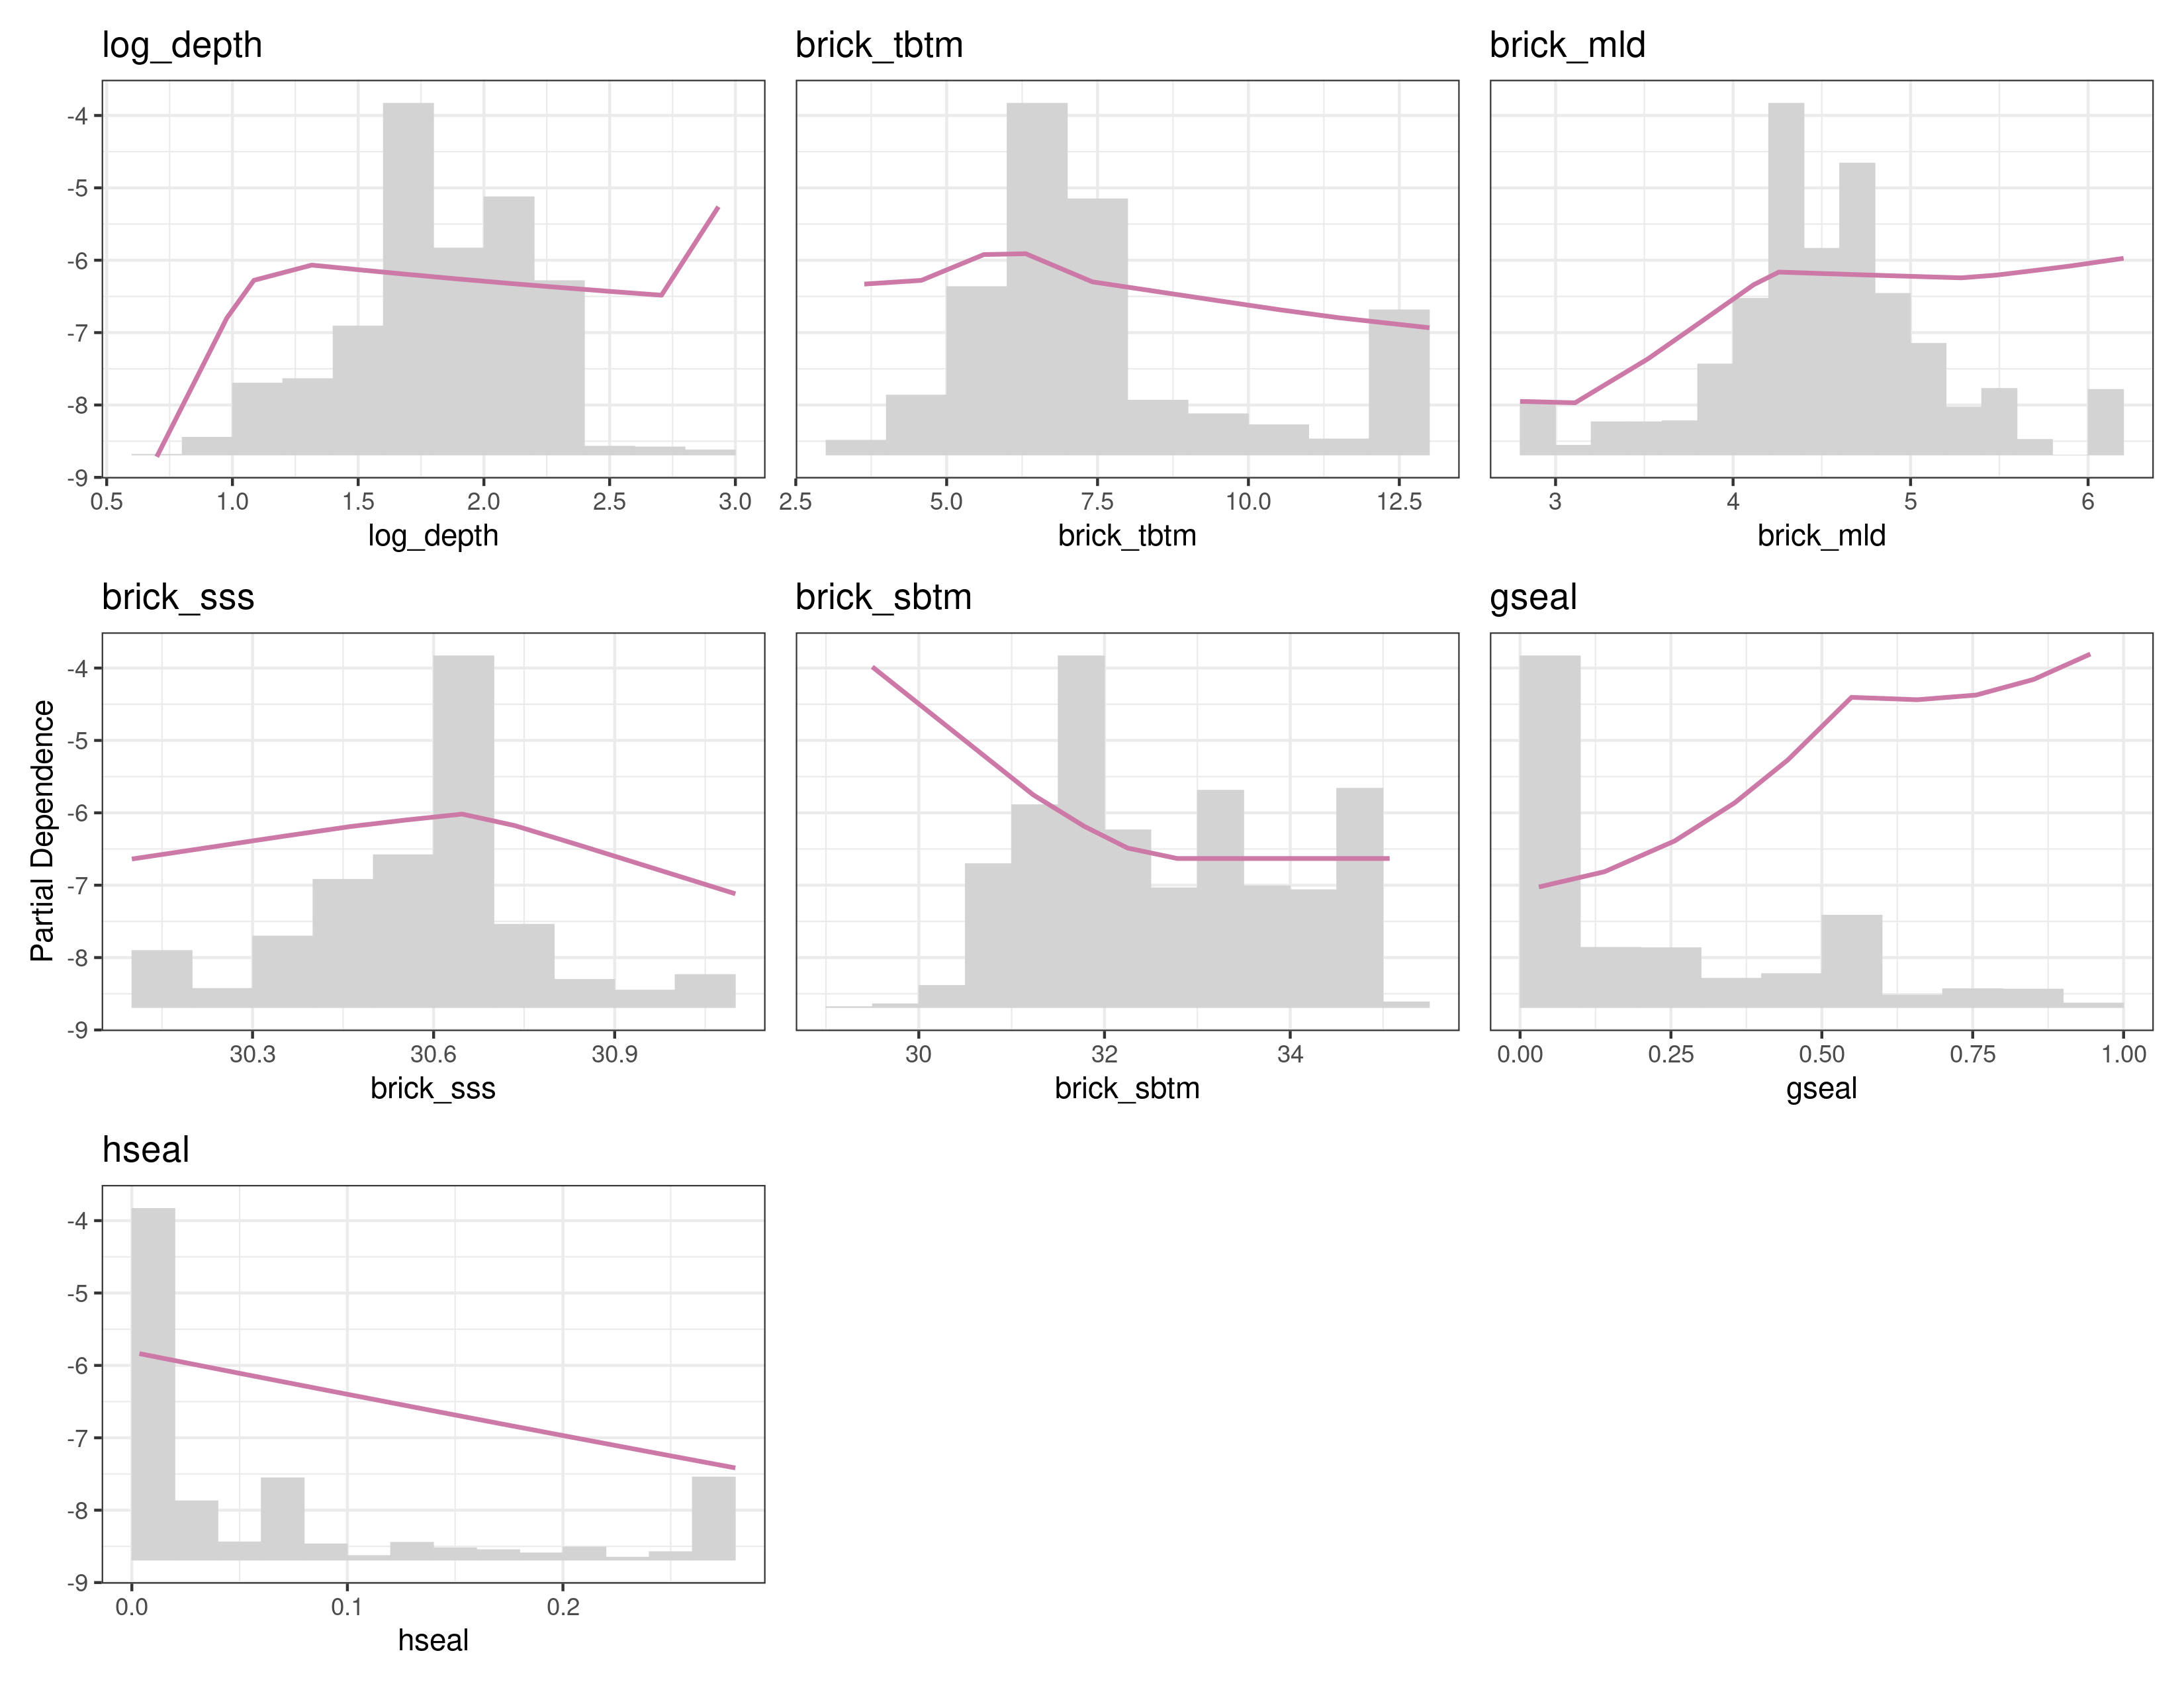 log_depth brick_tbtm brick_mld
-4
-5
-6
-7
-8
-9
0.5 1.0 1.5 2.0 2.5 3.0 2.5 5.0 7.5 10.0 12.5 3 4 5 6
log_depth brick_tbtm brick_mld
brick_sss brick_sbtm gseal
Partial Dependence
-4
-5
-6
-7
-8
-9
30.3 30.6 30.9 30 32 34 0.00 0.25 0.50 0.75 1.00
brick_sss brick_sbtm gseal
hseal
-4
-5
-6
-7
-8
-9
0.0 0.1 0.2
hseal